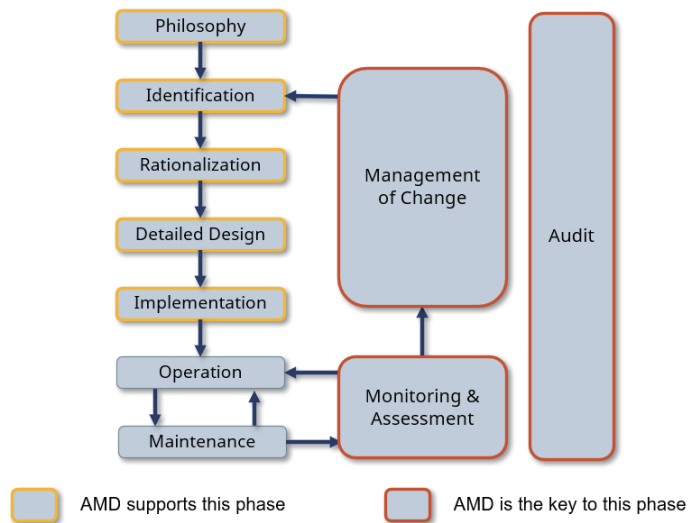 Philosophy
Identification
Rationalization
Detailed Design
Implementation
Operation
Maintenance
Management
of Change
Monitoring &
Assessment
Audit
AMD supports this phase
AMD is the key to this phase